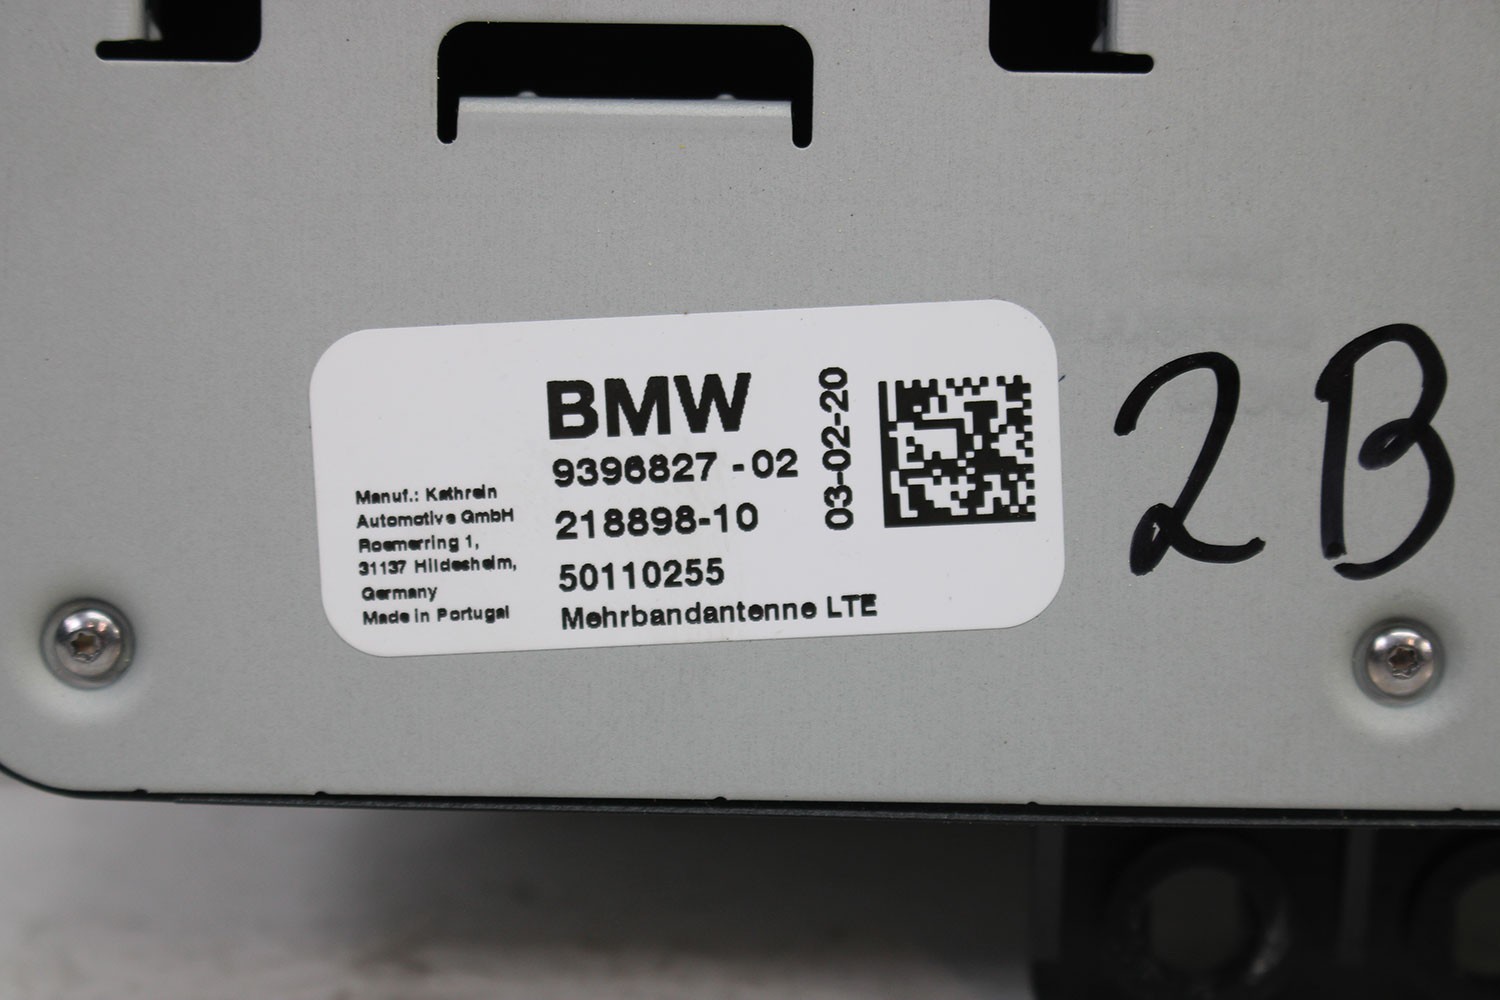 BMW
9396827 -02
218898-10
50110255
Mehrbandantenne LTE
Manuf.: Kathrein
Automotive GmbH
Roemerring 1,
31137 Hildesheim,
Germany
Made in Portugal
03-02-20
2B